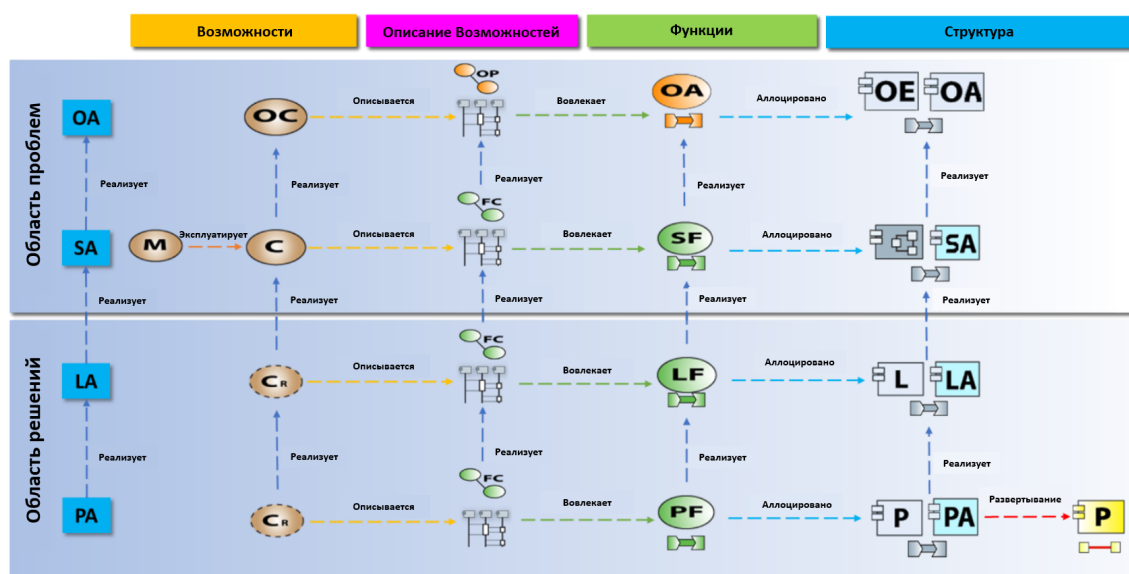 Возможности
Описание Возможностей
Функции
Структура
Область проблем
OP
OA
OC
Описывается
Вовлекает
OA
Аллоцировано
OE
OA
Реализует
Реализует
Реализует
Реализует
Реализует
FC
SA
M
Эксплуатирует
C
Описывается
Вовлекает
SF
Аллоцировано
SA
Реализует
Реализует
Реализует
Реализует
Реализует
Область решений
FC
LA
CR
Описывается
Вовлекает
LF
Аллоцировано
L
LA
Реализует
Реализует
Реализует
Реализует
Реализует
FC
PA
CR
Описывается
Вовлекает
PF
Аллоцировано
P
PA
Развертывание
P